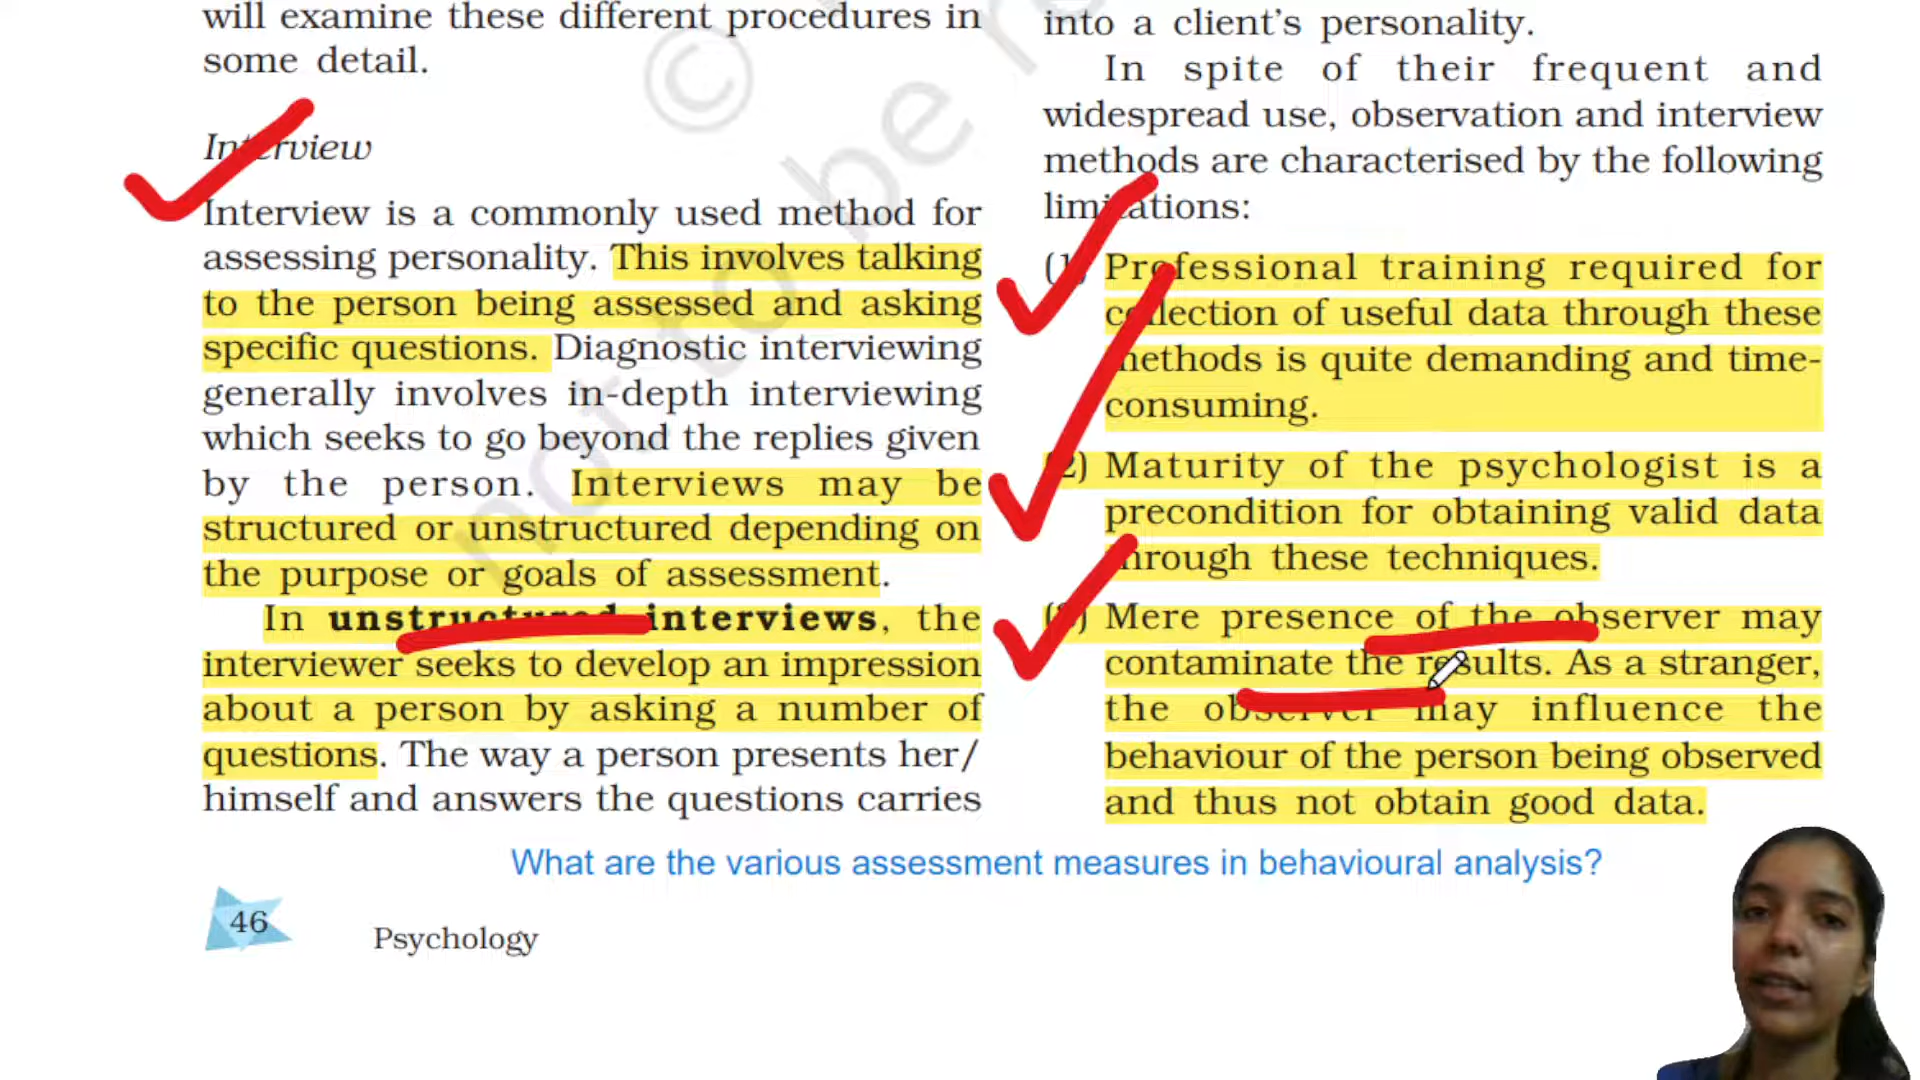 will examine these different procedures in
some detail.
Interview
Interview is a commonly used method for
assessing personality. This involves talking
to the person being assessed and asking
specific questions. Diagnostic interviewing
generally involves in-depth interviewing
which seeks to go beyond the replies given
by the person. Interviews may be
structured or unstructured depending on
the purpose or goals of assessment.
In unstructured interviews, the
interviewer seeks to develop an impression
about a person by asking a number of
questions. The way a person presents her/
himself and answers the questions carries
into a client's personality.
In spite of their frequent and
widespread use, observation and interview
methods are characterised by the following
limitations:
(1) Professional training required for
collection of useful data through these
methods is quite demanding and time-
consuming.
(2) Maturity of the psychologist is a
precondition for obtaining valid data
through these techniques.
(3) Mere presence of the observer may
contaminate the results. As a stranger,
the observer may influence the
behaviour of the person being observed
and thus not obtain good data.
What are the various assessment measures in behavioural analysis?
46
Psychology
©
not to be re